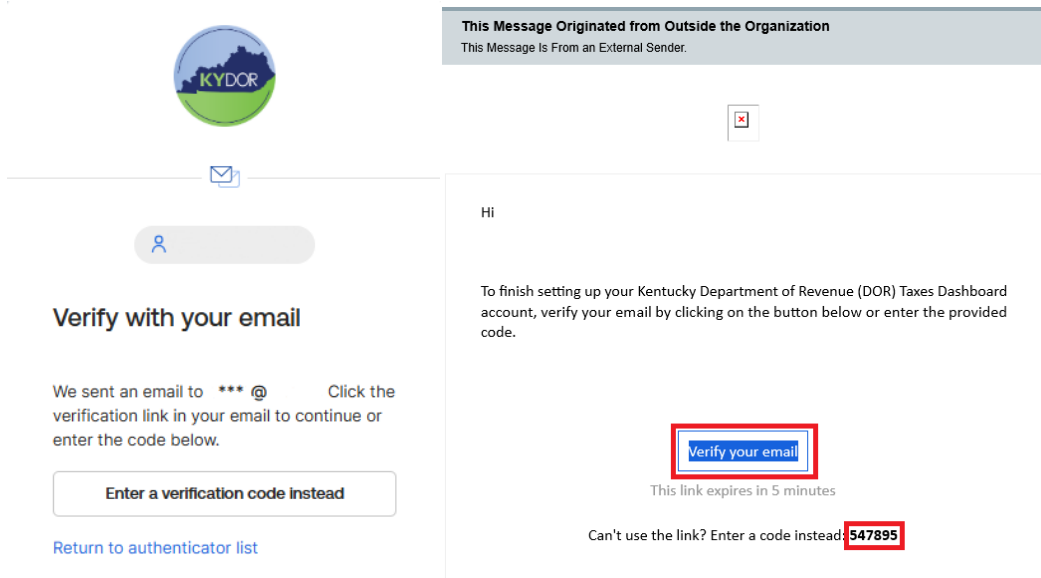 KYDOR
Verify with your email
We sent an email to *** @ Click the
verification link in your email to continue or
enter the code below.
Enter a verification code instead
Return to authenticator list
This Message Originated from Outside the Organization
This Message Is From an External Sender.
Hi
To finish setting up your Kentucky Department of Revenue (DOR) Taxes Dashboard
account, verify your email by clicking on the button below or enter the provided
code.
Verify your email
This link expires in 5 minutes
Can't use the link? Enter a code instead: 547895